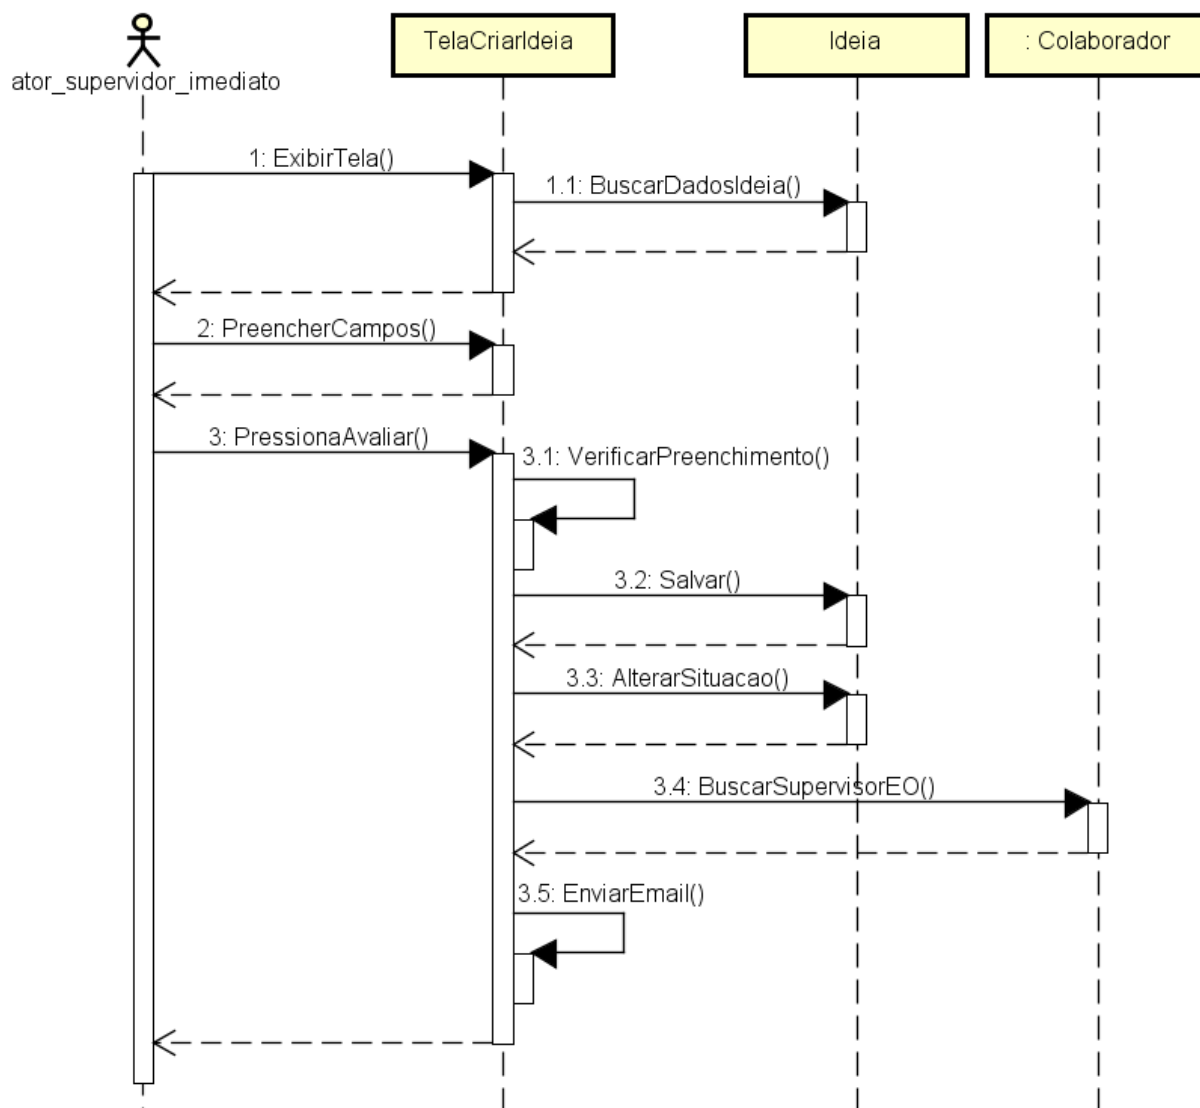 TelaCriarIdeia
Ideia
: Colaborador
ator_supervidor_imediato
1: ExibirTela()
1.1: BuscarDadosIdeia()
2: PreencherCampos()
3: PressionaAvaliar()
3.1: VerificarPreenchimento()
3.2: Salvar()
3.3: AlterarSituacao()
3.4: BuscarSupervisorEO()
3.5: EnviarEmail()